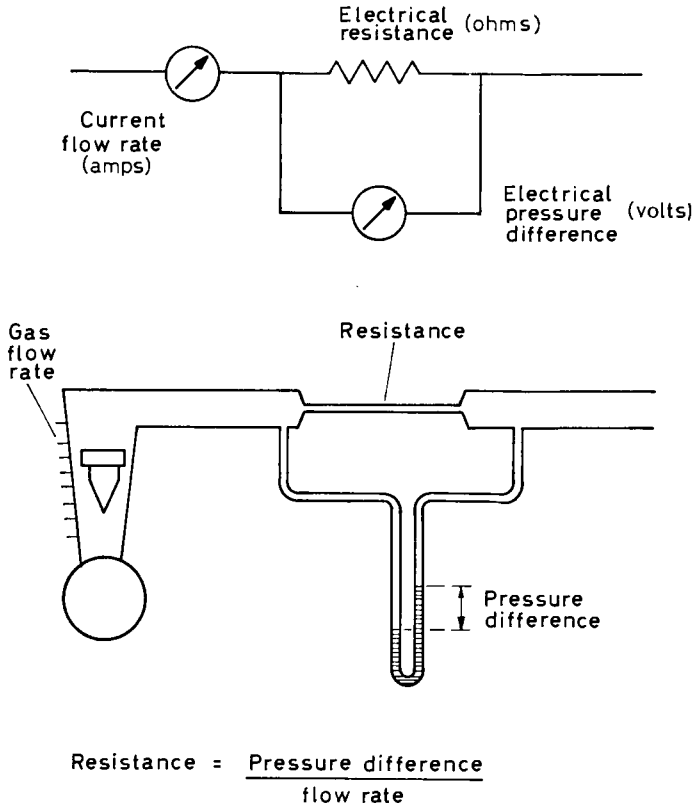 Electrical
resistance (ohms)
Current
flow rate
(amps)
Electrical
pressure (volts)
difference
Gas
flow
rate
Resistance
Pressure
difference
Resistance = Pressure difference
flow rate